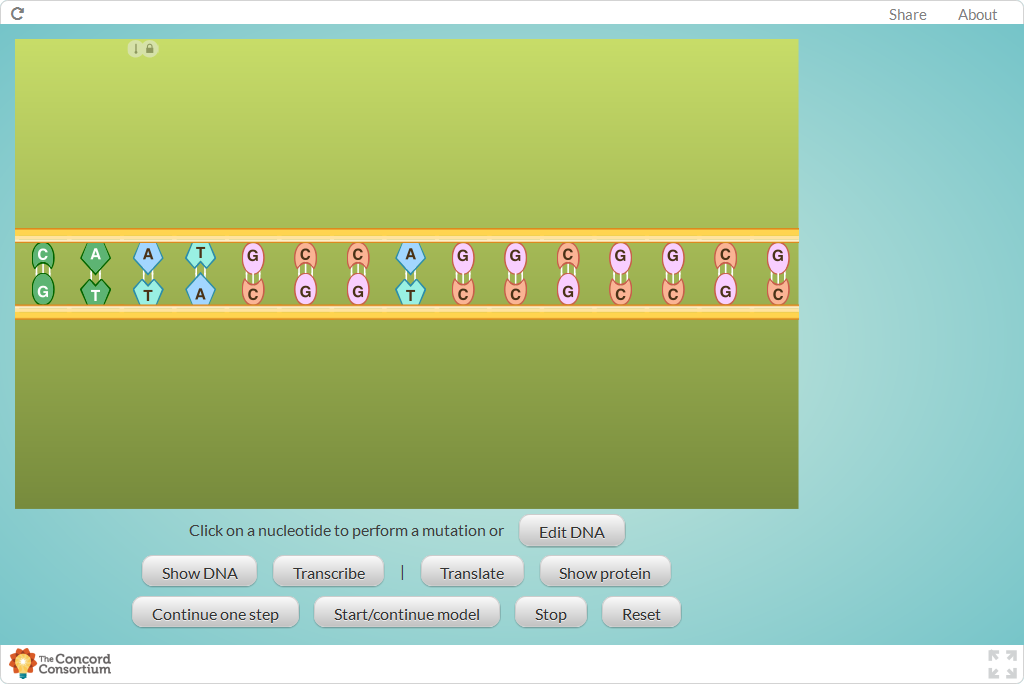 Share About
C A A T G C C A G G C G G C G
G T T A C G G T C C G C C G C
Click on a nucleotide to perform a mutation or Edit DNA
Show DNA Transcribe | Translate Show protein
Continue one step Start/continue model Stop Reset
The Concord
Consortium